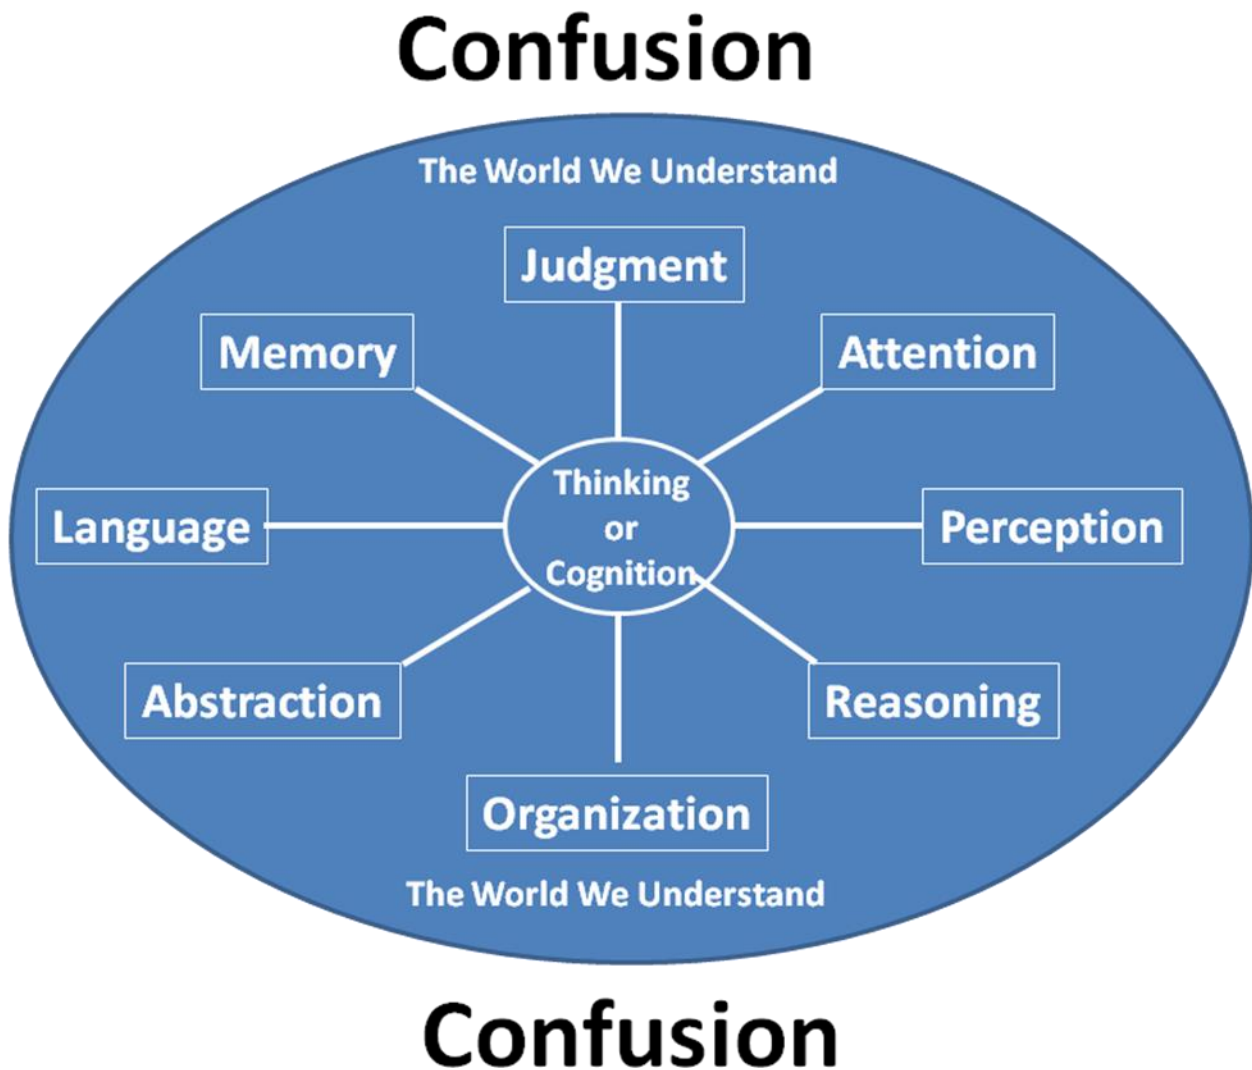 Confusion
The World We Understand
Judgment
Memory
Attention
Thinking
or
Cognition
Language
Perception
Abstraction
Reasoning
Organization
The World We Understand
Confusion